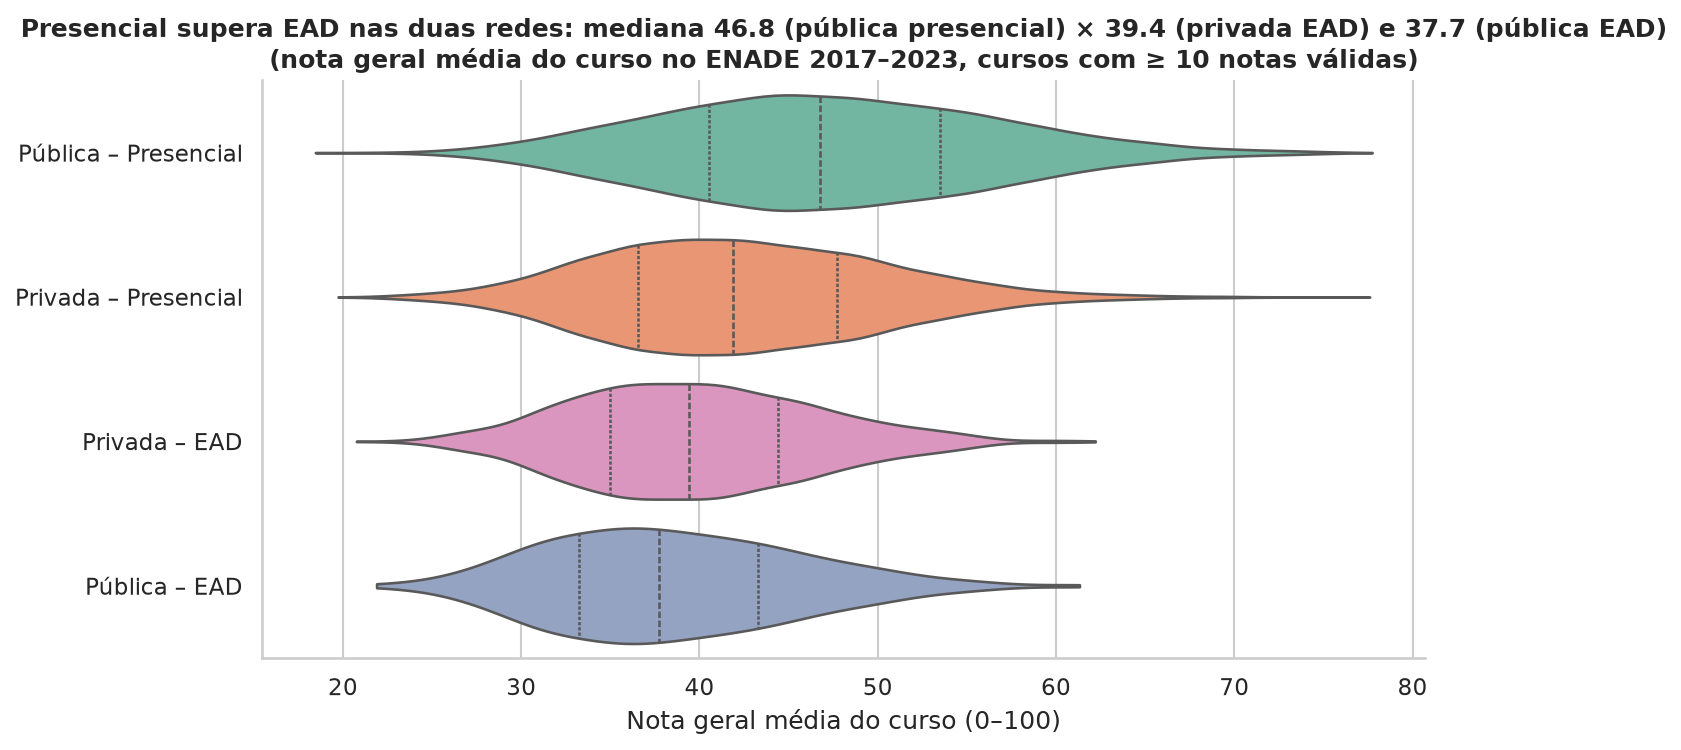 Presencial supera EAD nas duas redes: mediana 46.8 (pública presencial) × 39.4 (privada EAD) e 37.7 (pública EAD)
(nota geral média do curso no ENADE 2017–2023, cursos com ≥ 10 notas válidas)
Pública – Presencial
Privada – Presencial
Privada – EAD
Pública – EAD
20 30 40 50 60 70 80
Nota geral média do curso (0–100)